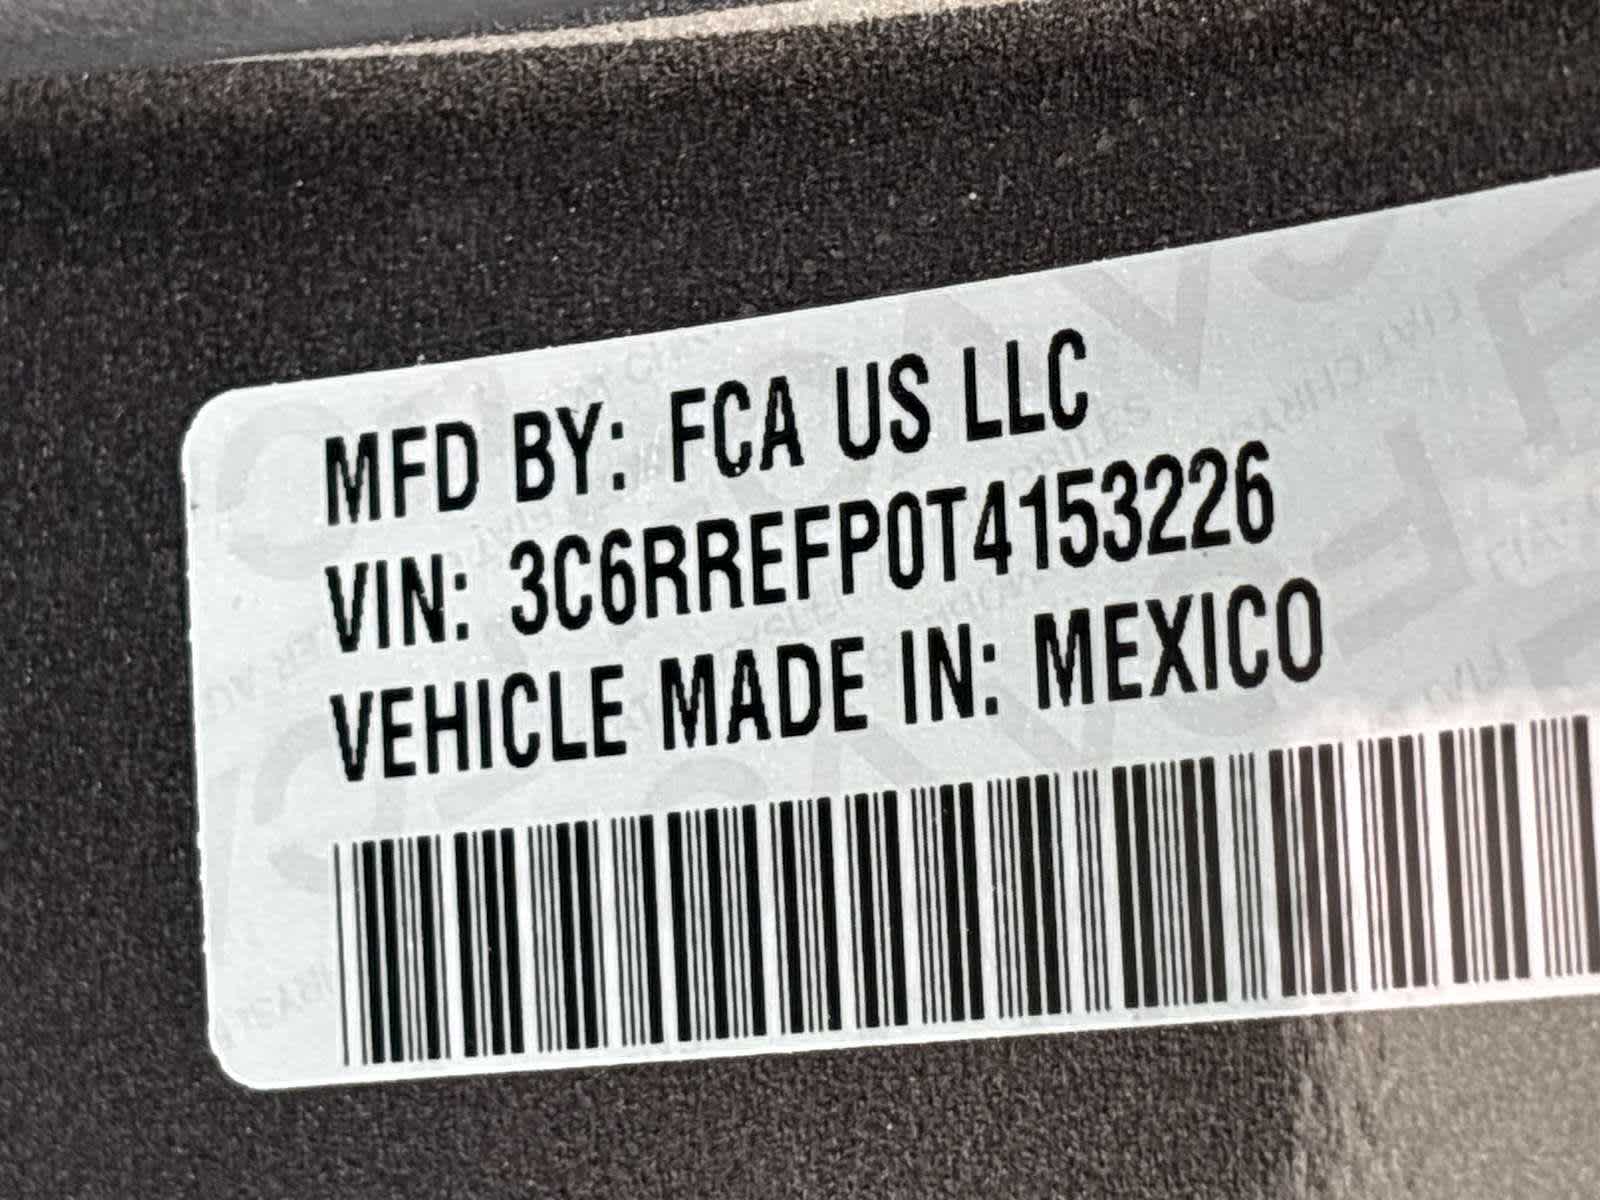 MFD BY: FCA US LLC
VIN: 3C6RREFP0T4153226
VEHICLE MADE IN: MEXICO